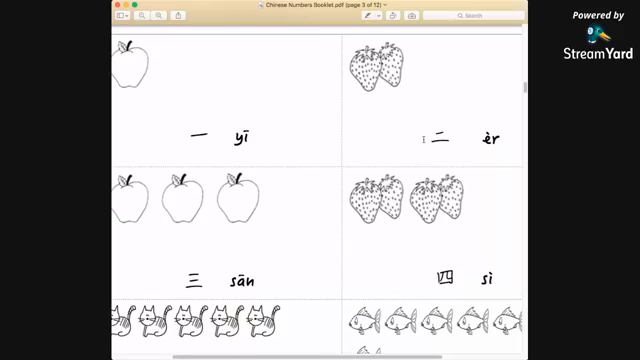 Chinese Numbers Booklet.pdf (page 3 of 12)
Search
Powered by
StreamYard
一 yī
二 èr
三 sān
四 sì